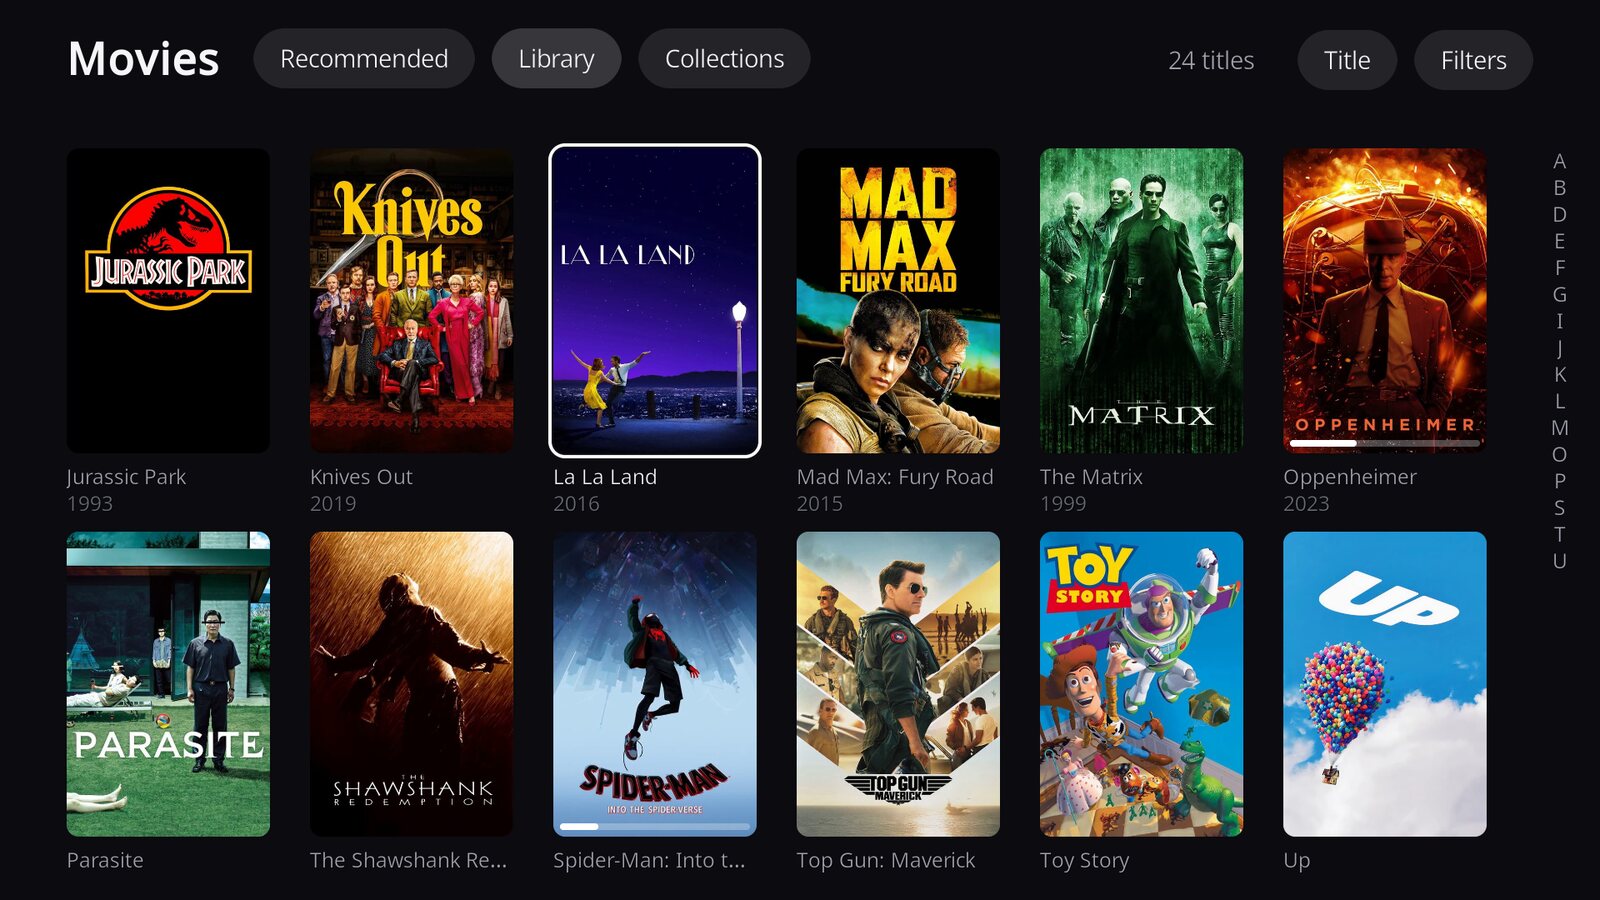 Movies
Recommended
Library
Collections
24 titles
Title
Filters
JURASSIC PARK
Knives
Out
LA LA LAND
MAD
MAX
FURY ROAD
THE
MATRIX
OPPENHEIMER
Jurassic Park
1993
Knives Out
2019
La La Land
2016
Mad Max: Fury Road
2015
The Matrix
1999
Oppenheimer
2023
PARASITE
THE
SHAWSHANK
REDEMPTION
SPIDER-MAN
INTO THE SPIDER-VERSE
TOP GUN
MAVERICK
TOY
STORY
UP
Parasite
The Shawshank Re...
Spider-Man: Into t...
Top Gun: Maverick
Toy Story
Up
A
B
D
E
F
G
I
J
K
L
M
O
P
S
T
U